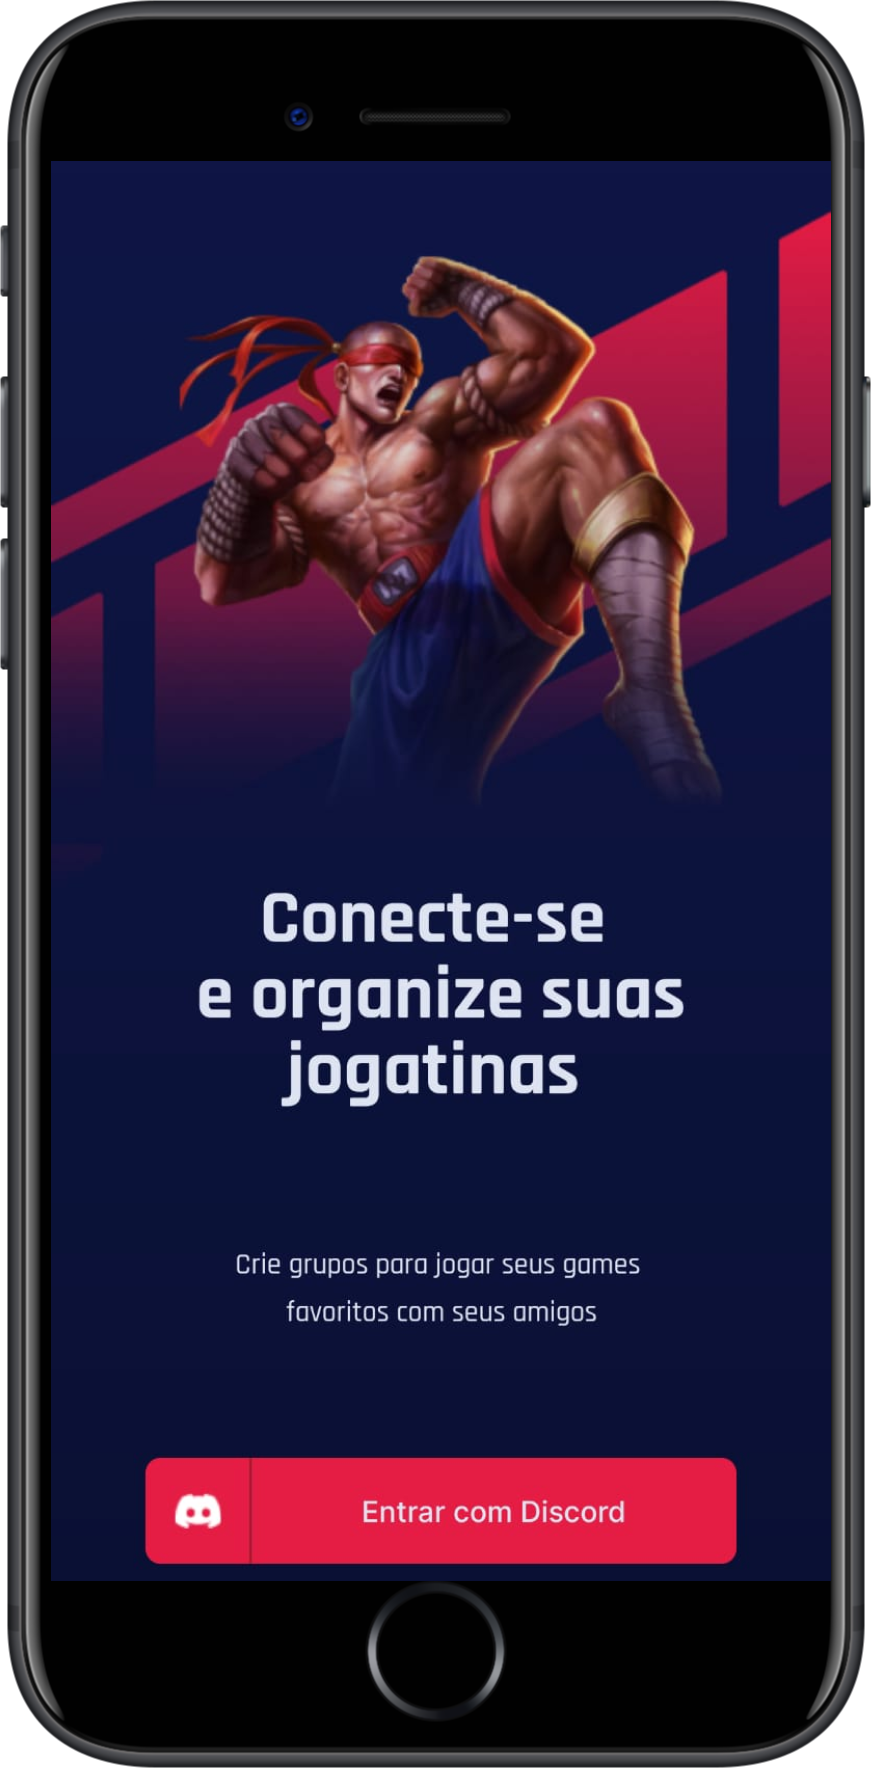 Conecte-se
e organize suas
jogatinas
Crie grupos para jogar seus games
favoritos com seus amigos
Entrar com Discord